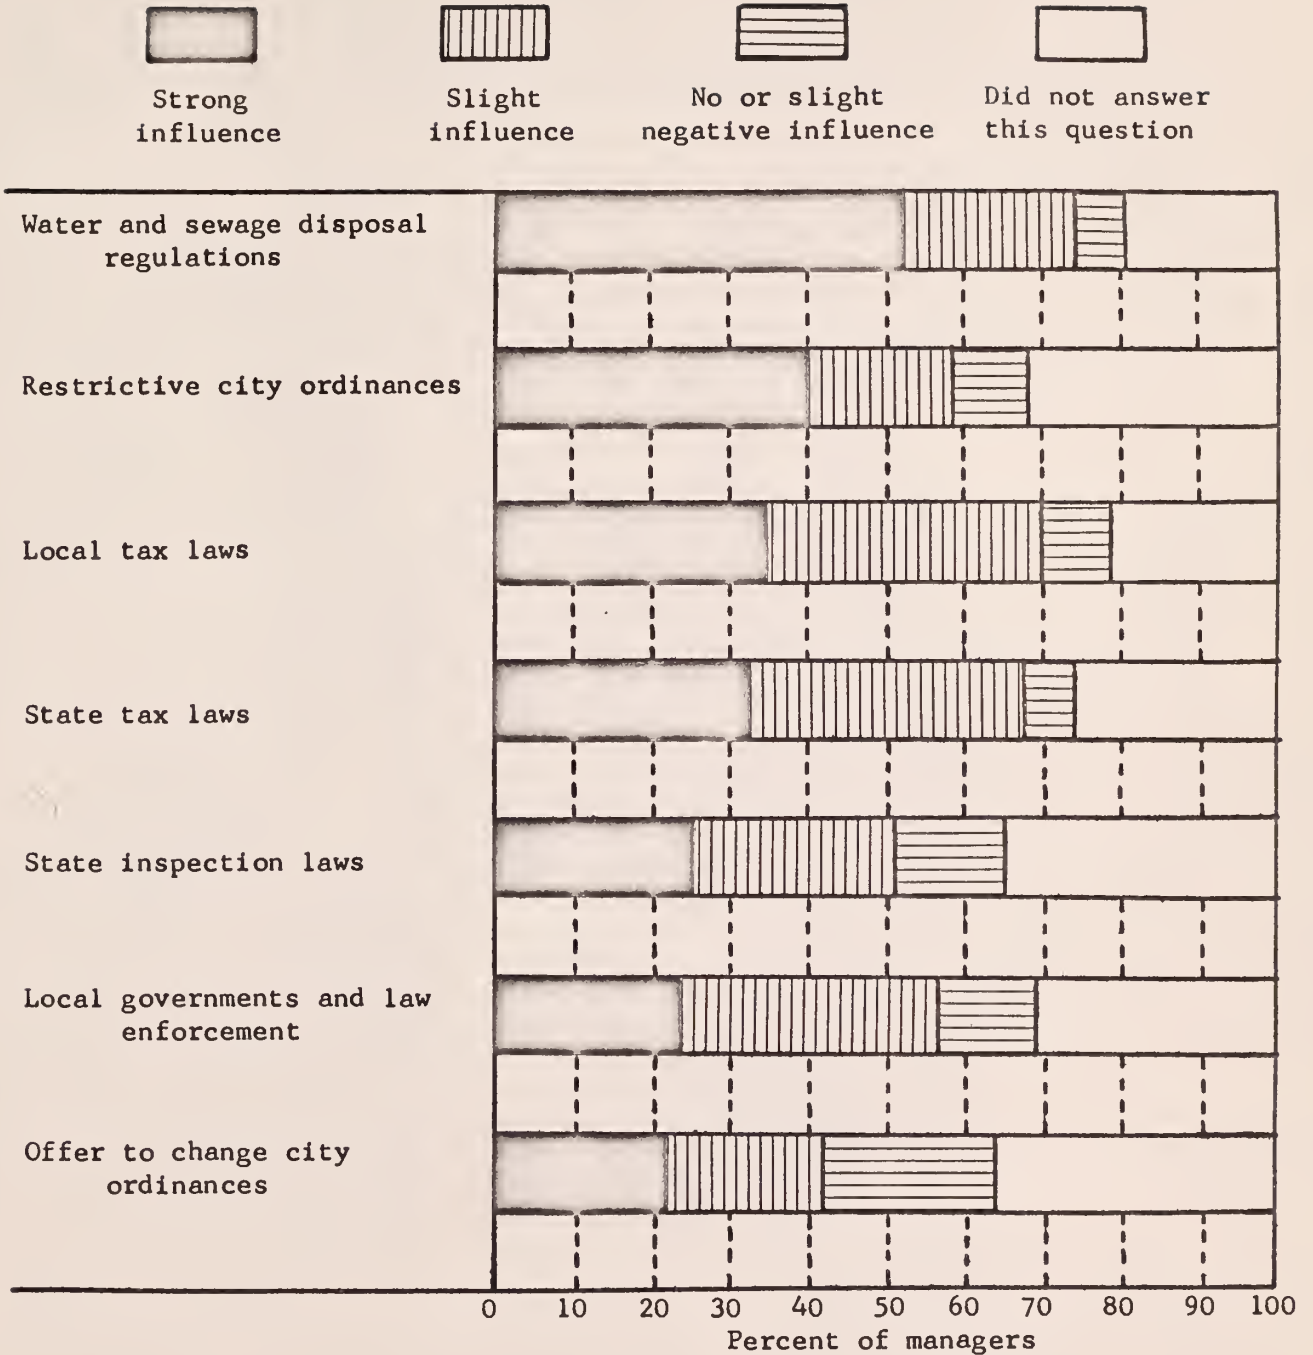 Strong
influence
Slight
influence
No or slight
negative influence
Did not answer
this question
Water and sewage disposal
regulations
Restrictive city ordinances
Local tax laws
State tax laws
State inspection laws
Local governments and law
enforcement
Offer to change city
ordinances
0 10 20 30 40 50 60 70 80 90 100
Percent of managers